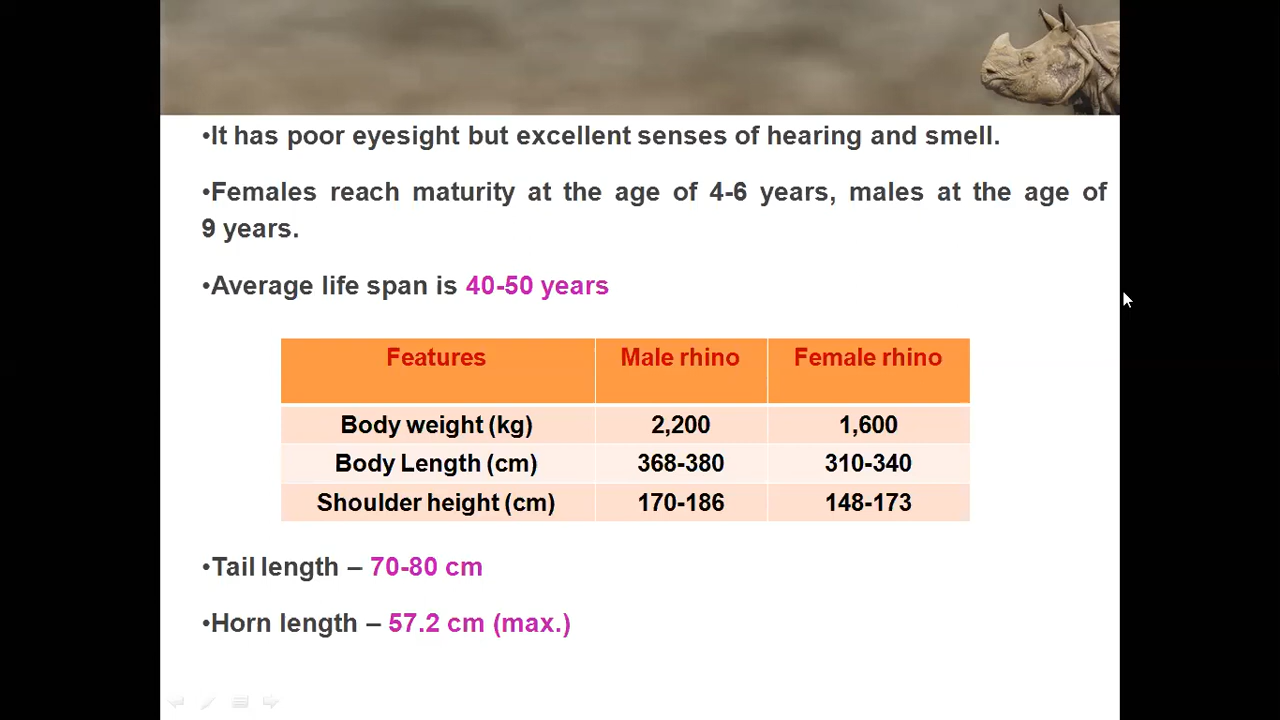 •It has poor eyesight but excellent senses of hearing and smell.
•Females reach maturity at the age of 4-6 years, males at the age of
9 years.
•Average life span is 40-50 years
Features Male rhino Female rhino
Body weight (kg) 2,200 1,600
Body Length (cm) 368-380 310-340
Shoulder height (cm) 170-186 148-173
•Tail length – 70-80 cm
•Horn length – 57.2 cm (max.)